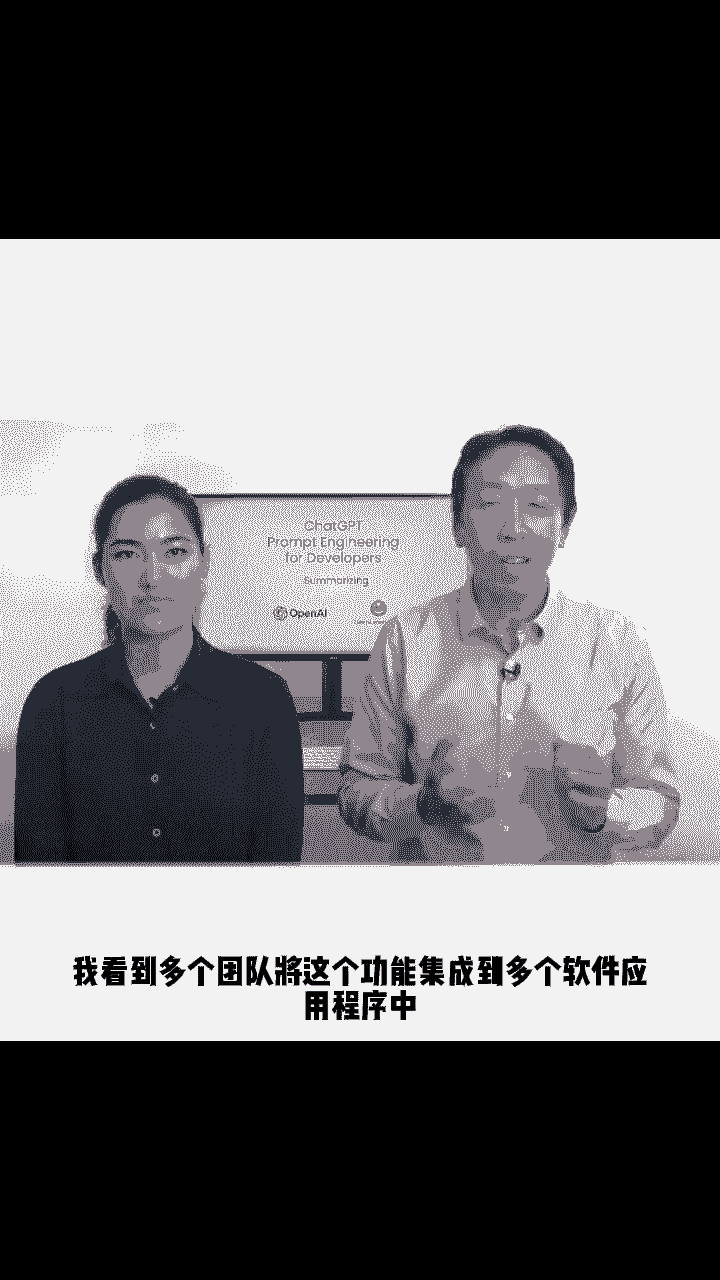 ChatGPT
Prompt Engineering
for Developers
Summarizing
OpenAI
我看到多个团队將这个功能集成到多个软件应
用程序中